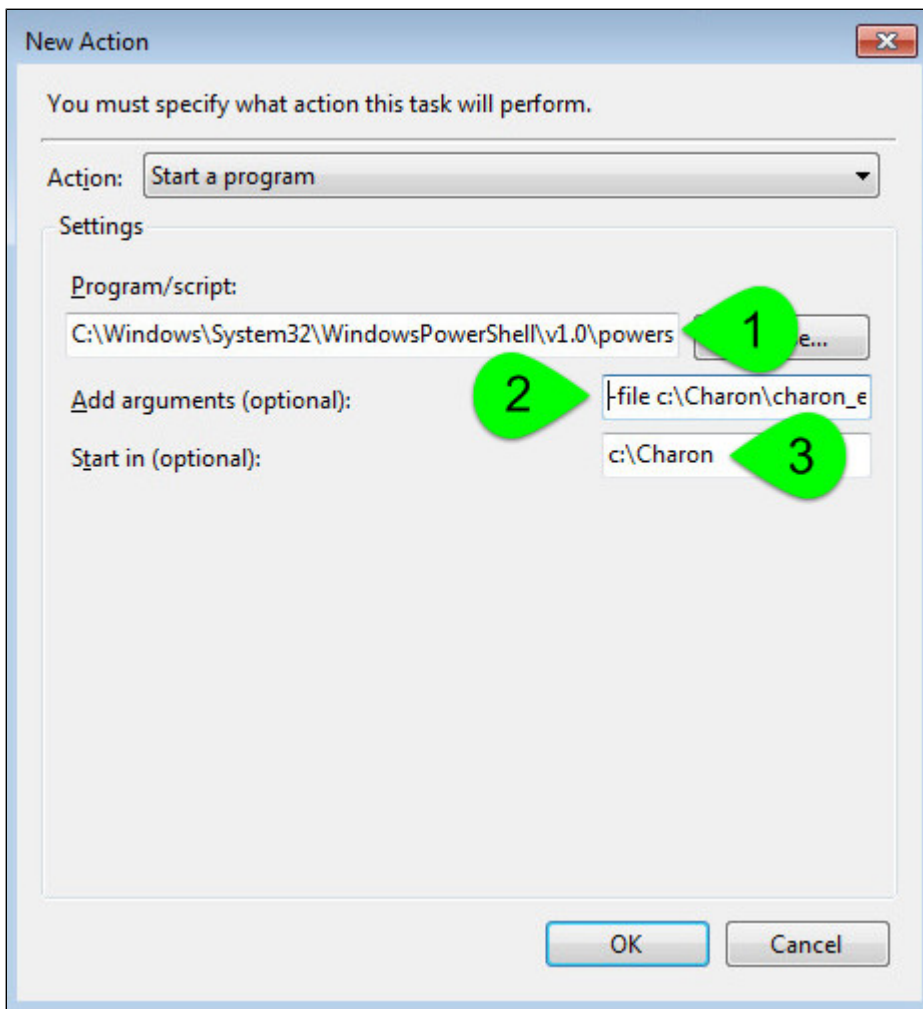 New Action
You must specify what action this task will perform.
Action: Start a program
Settings
Program/script:
C:\Windows\System32\WindowsPowerShell\v1.0\powers 1 e...
Add arguments (optional): 2 -file c:\Charon\charon_e
Start in (optional): c:\Charon 3
OK Cancel